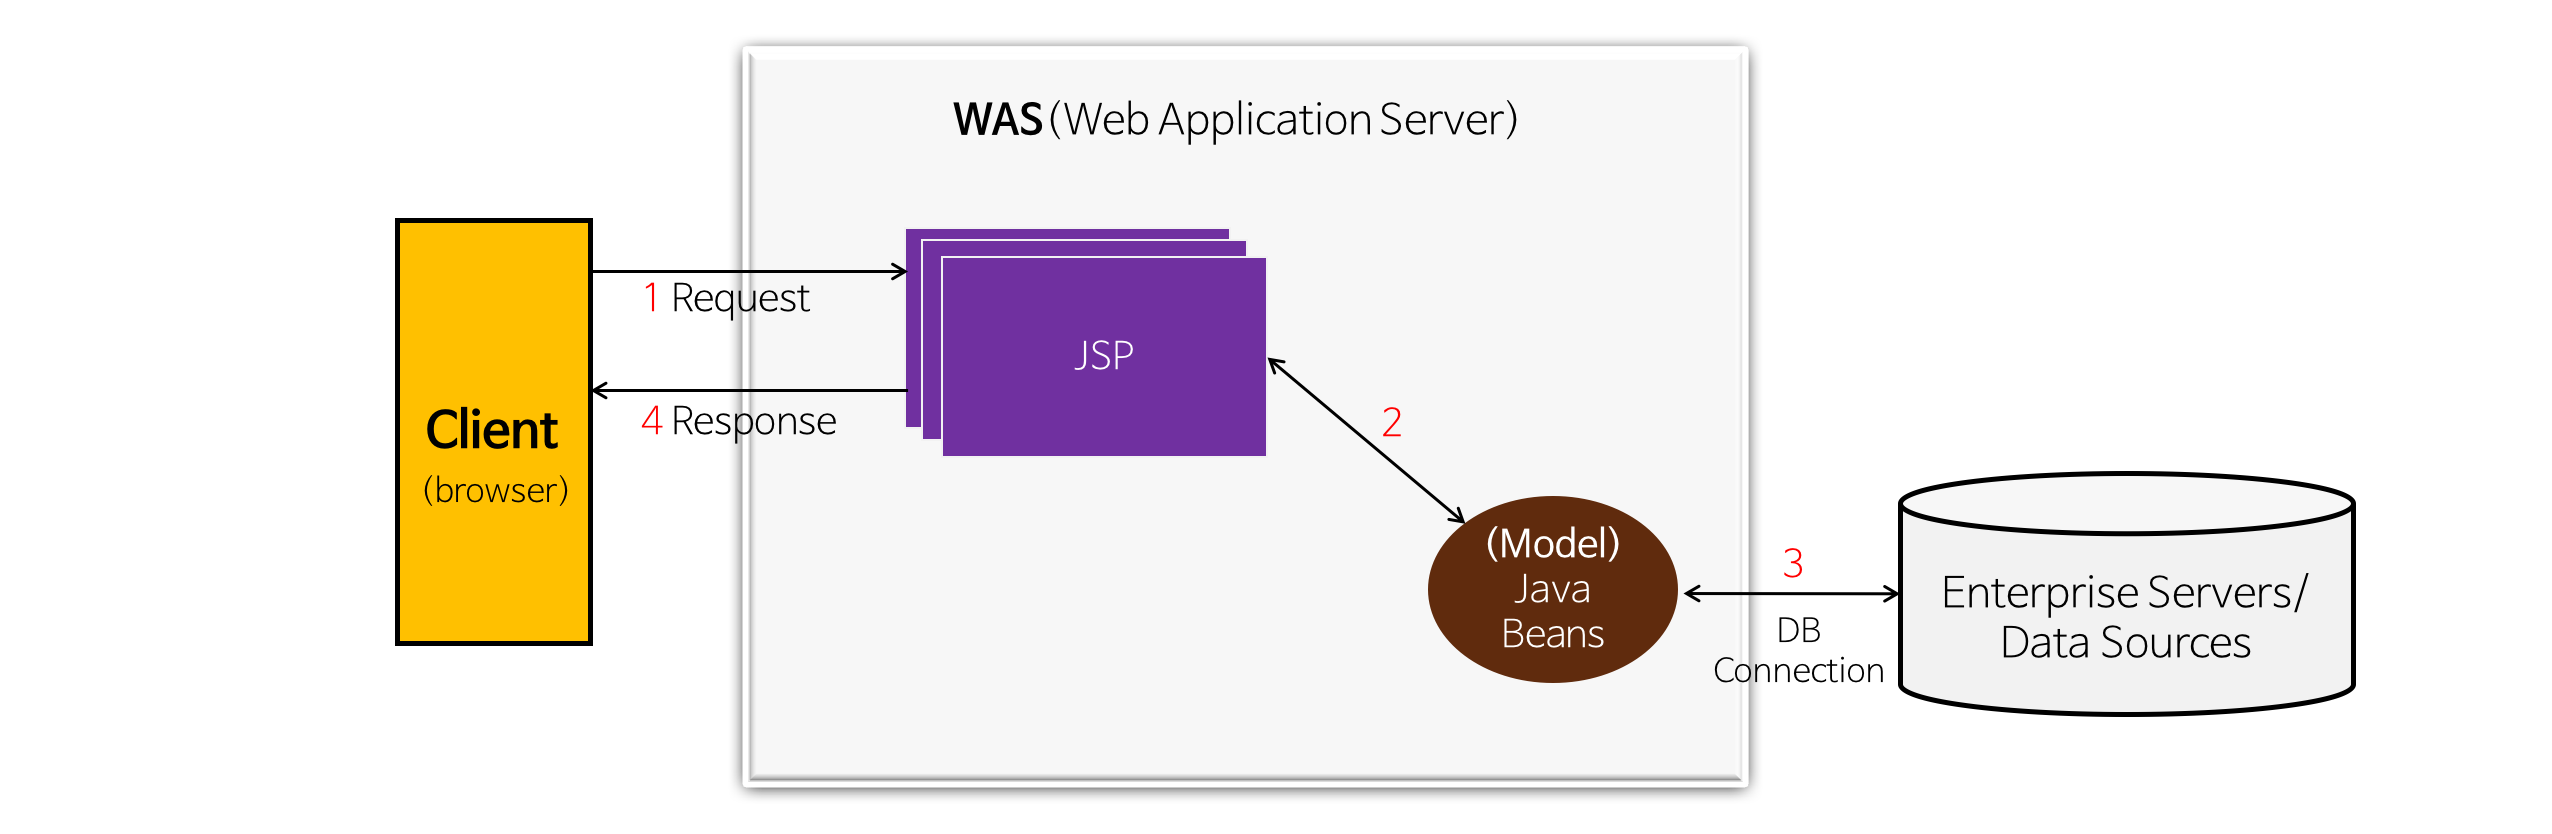 WAS (Web Application Server)
1 Request
JSP
4 Response
2
Client
(browser)
(Model)
Java
Beans
3
DB
Connection
Enterprise Servers/
Data Sources